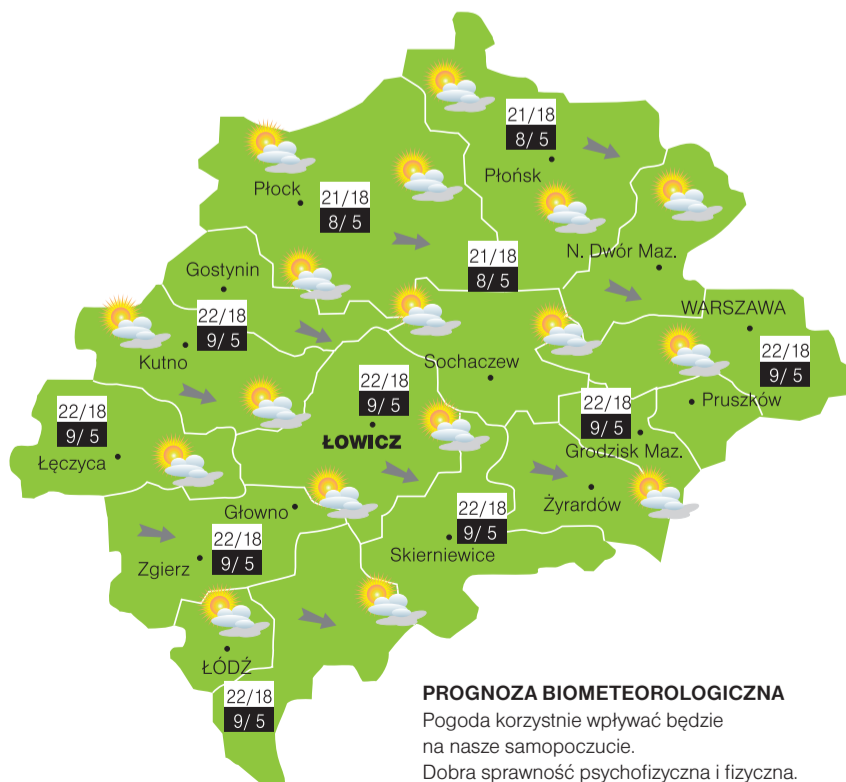 21/18
8/ 5
Płońsk
Płock
21/18
8/ 5
N. Dwór Maz.
21/18
8/ 5
Gostynin
WARSZAWA
22/18
9/ 5
Kutno
Sochaczew
22/18
9/ 5
22/18
9/ 5
Pruszków
22/18
9/ 5
ŁOWICZ
22/18
9/ 5
Grodzisk Maz.
Łęczyca
Głowno
Żyrardów
22/18
9/ 5
Skierniewice
22/18
9/ 5
Zgierz
ŁÓDŹ
22/18
9/ 5
PROGNOZA BIOMETEOROLOGICZNA
Pogoda korzystnie wpływać będzie
na nasze samopoczucie.
Dobra sprawność psychofizyczna i fizyczna.